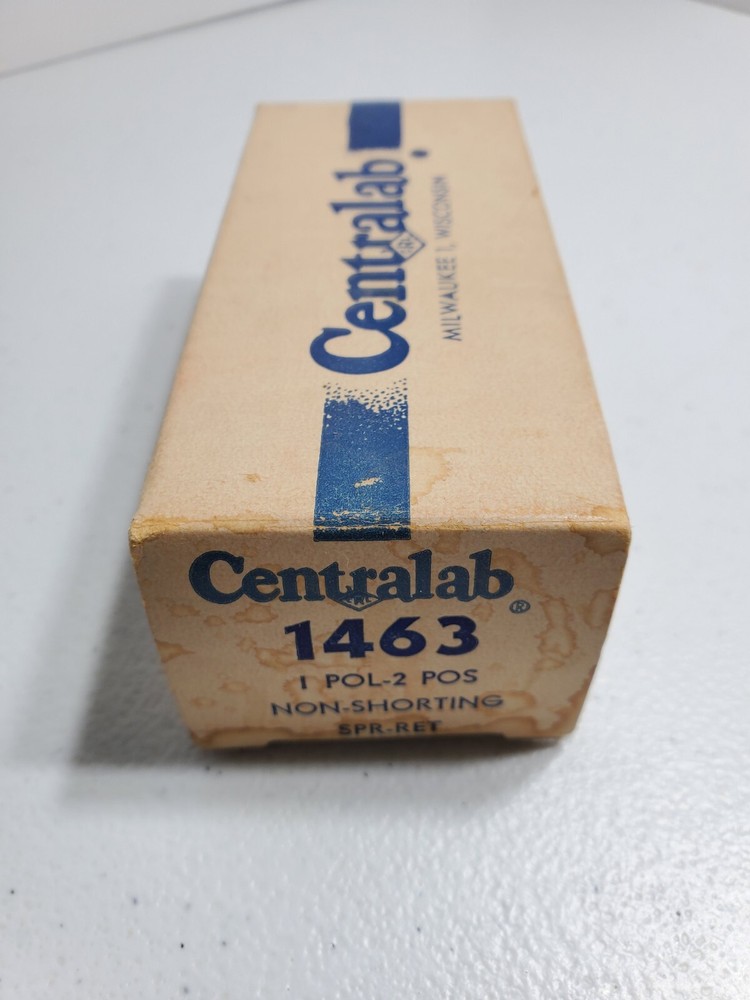 Centralab
MILWAUKEE 1, WISCONSIN
Centralab ®
1463
1 POL-2 POS
NON-SHORTING
SPR-RET